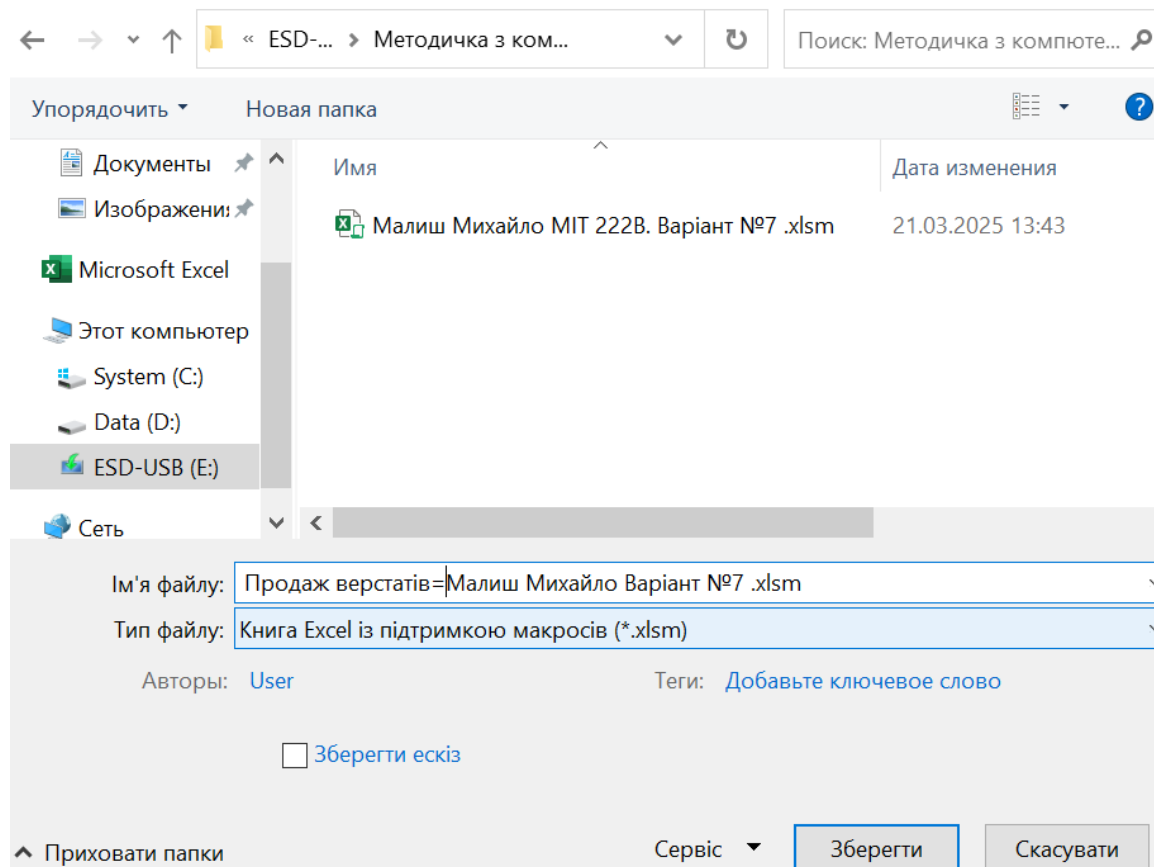 « ESD-... > Методичка з ком... Поиск: Методичка з компюте...
Упорядочить Новая папка ?
Имя Дата изменения
Документы
Изображени
Малиш Михайло МІТ 222В. Варіант №7 .xlsm 21.03.2025 13:43
Microsoft Excel
Этот компьютер
System (C:)
Data (D:)
ESD-USB (E:)
Сеть
Ім'я файлу: Продаж верстатів=Малиш Михайло Варіант №7 .xlsm
Тип файлу: Книга Excel із підтримкою макросів (*.xlsm)
Авторы: User Теги: Добавьте ключевое слово
Зберегти ескіз
Приховати папки Сервіс Зберегти Скасувати